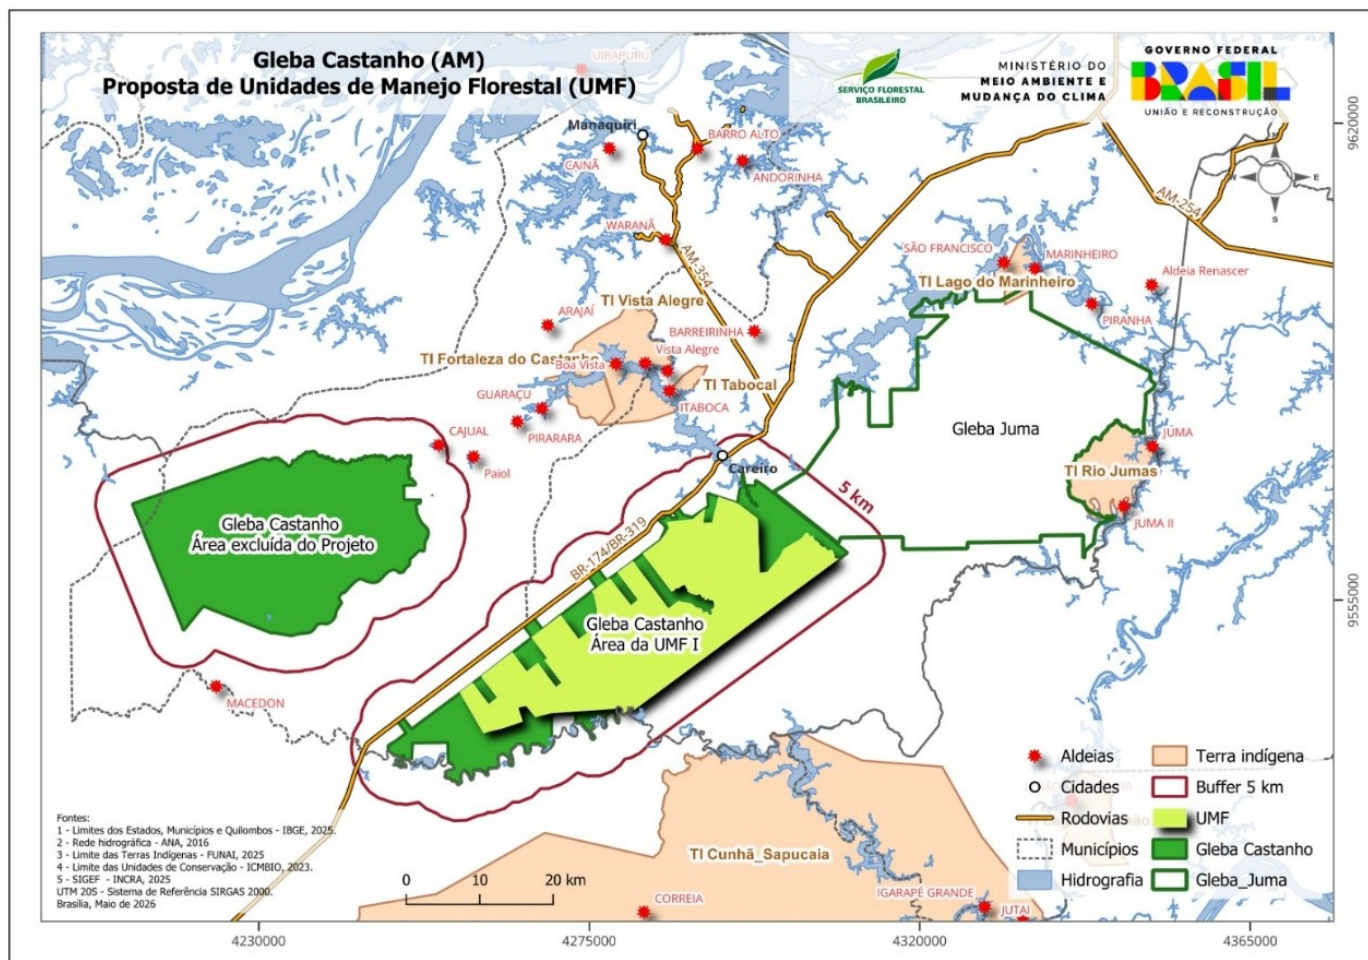 Gleba Castanho (AM)
Proposta de Unidades de Manejo Florestal (UMF)
SERVIÇO FLORESTAL
BRASILEIRO
MINISTÉRIO DO
MEIO AMBIENTE E
MUDANÇA DO CLIMA
GOVERNO FEDERAL
BRASIL
UNIÃO E RECONSTRUÇÃO
UIRAPURU
Manaquiri
CAINÃ
BARRO ALTO
ANDORINHA
WARANÃ
AM-354
AM-254
N
W
E
S
9620000
SÃO FRANCISCO
MARINHEIRO
TI Lago do Marinheiro
Aldeia Renascer
PIRANHA
TI Vista Alegre
ARAJAÍ
BARREIRINHA
TI Fortaleza do Castanho
Boa Vista
Vista Alegre
TI Tabocal
ITABOCA
GUARAÇU
PIRARARA
CAJUAL
Paiol
Careiro
Gleba Juma
JUMA
TI Rio Jumas
JUMA II
5 km
BR-174/BR-319
Gleba Castanho
Área excluída do Projeto
Gleba Castanho
Área da UMF I
9555000
MACEDON
TI Cunhã_Sapucaia
CORREIA
IGARAPÉ GRANDE
JUTAI
Aldeias
Cidades
Rodovias
Municípios
Hidrografia
Terra indígena
Buffer 5 km
UMF
Gleba Castanho
Gleba_Juma
Fontes:
1 - Limites dos Estados, Municípios e Quilombos - IBGE, 2025.
2 - Rede hidrográfica - ANA, 2016
3 - Limite das Terras Indígenas - FUNAI, 2025
4 - Limite das Unidades de Conservação - ICMBIO, 2023.
5 - SIGEF - INCRA, 2025
UTM 20S - Sistema de Referência SIRGAS 2000.
Brasília, Maio de 2026
0 10 20 km
4230000 4275000 4320000 4365000